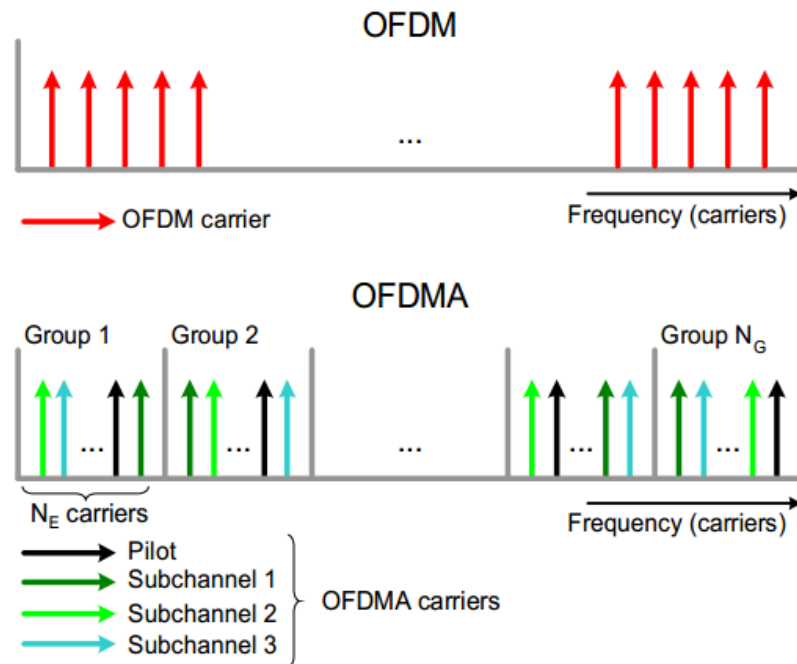 OFDM
...
OFDM carrier
Frequency (carriers)
OFDMA
Group 1
Group 2
Group N_G
...
...
...
...
...
N_E carriers
Frequency (carriers)
Pilot
Subchannel 1
Subchannel 2
Subchannel 3
OFDMA carriers